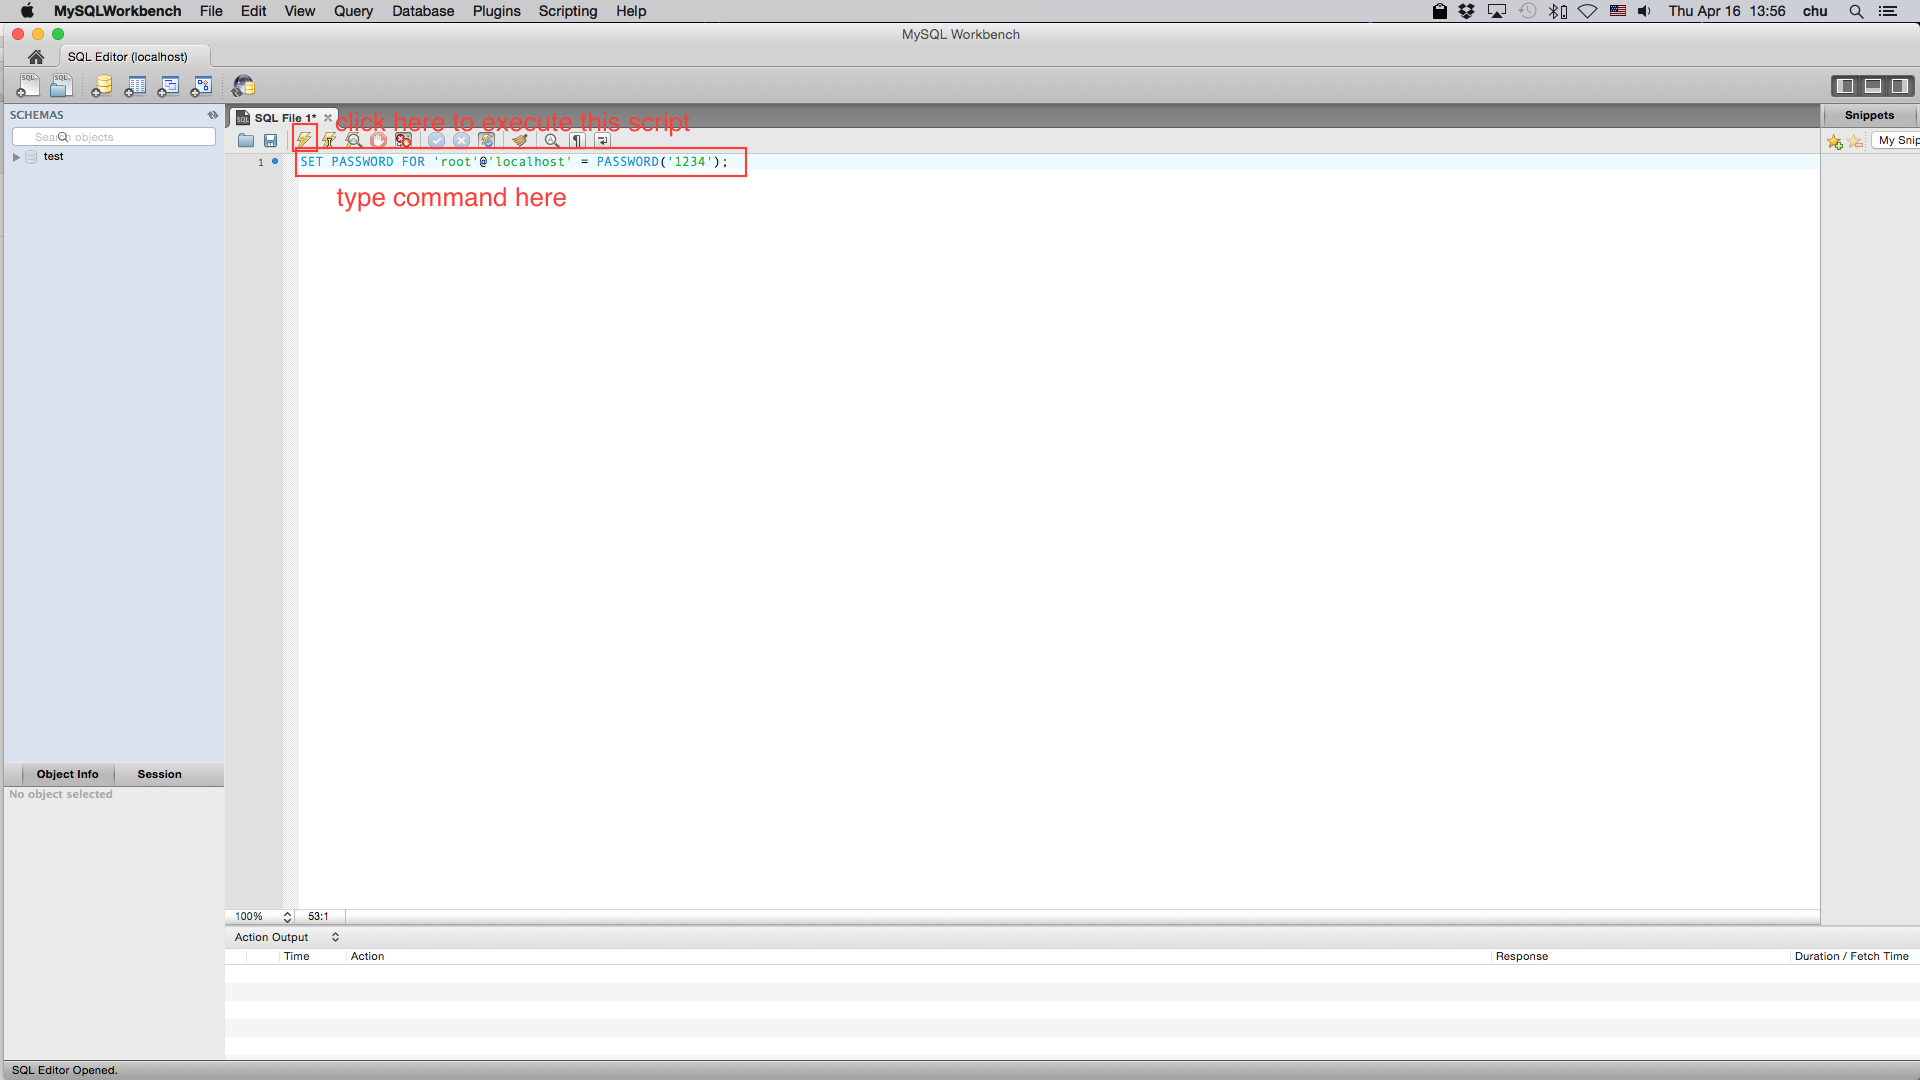 MySQLWorkbench File Edit View Query Database Plugins Scripting Help Thu Apr 16 13:56 chu
MySQL Workbench
SQL Editor (localhost)
SQL SQL
SCHEMAS
Search objects
test
SQL SQL File 1*
click here to execute this script
1 SET PASSWORD FOR 'root'@'localhost' = PASSWORD('1234');
type command here
Snippets
My Snip
Object Info Session
No object selected
100% 53:1
Action Output
Time Action Response Duration / Fetch Time
SQL Editor Opened.